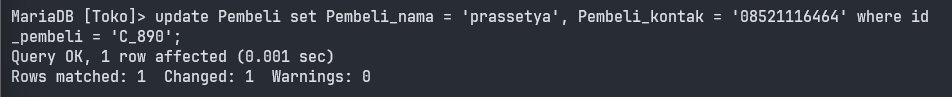 MariaDB [Toko]> update Pembeli set Pembeli_nama = 'prassetya', Pembeli_kontak = '08521116464' where id
_pembeli = 'C_890';
Query OK, 1 row affected (0.001 sec)
Rows matched: 1  Changed: 1  Warnings: 0